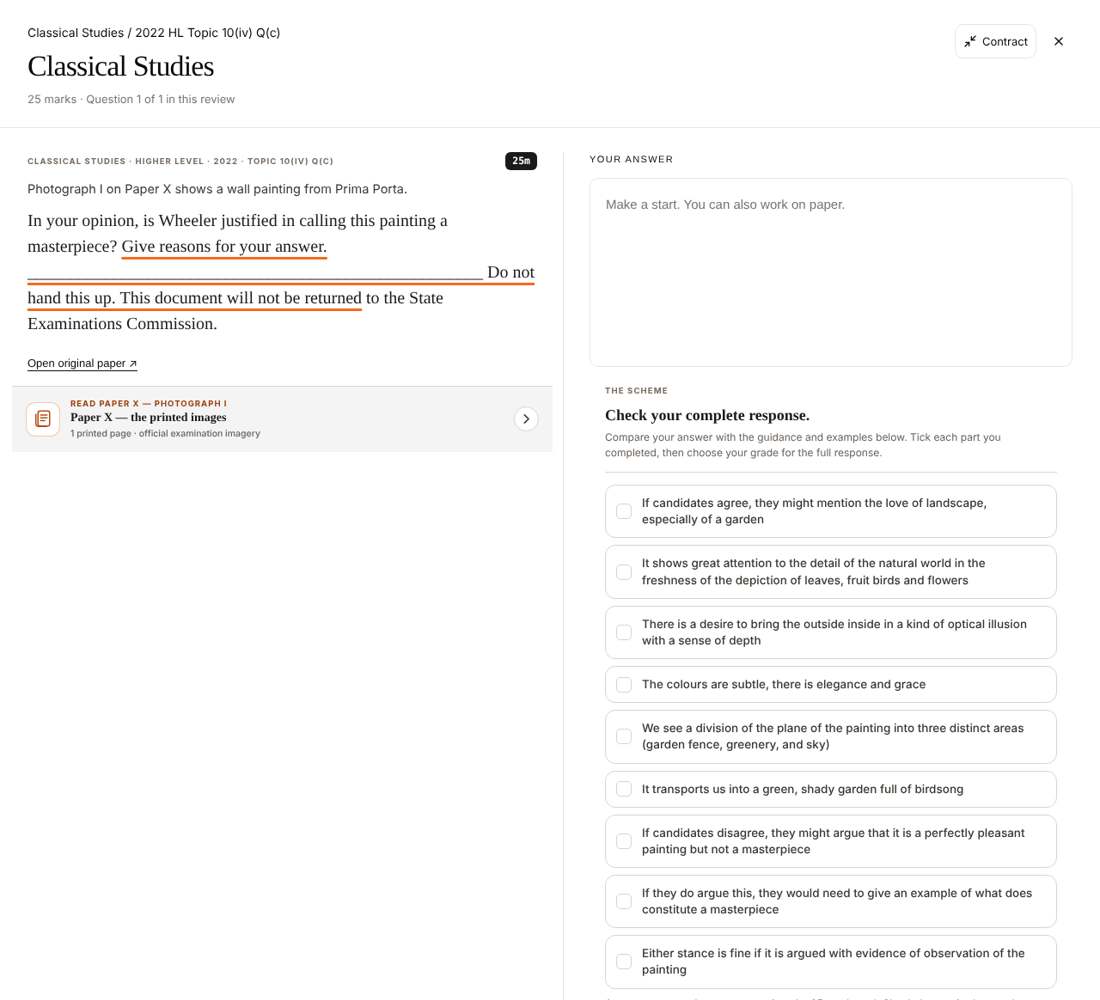 Classical Studies / 2022 HL Topic 10(iv) Q(c)
Classical Studies
25 marks · Question 1 of 1 in this review
Contract
CLASSICAL STUDIES · HIGHER LEVEL · 2022 · TOPIC 10(IV) Q(C)
25m
Photograph I on Paper X shows a wall painting from Prima Porta.
In your opinion, is Wheeler justified in calling this painting a
masterpiece? Give reasons for your answer.
______________________________________________________ Do not
hand this up. This document will not be returned to the State
Examinations Commission.
Open original paper ↗
READ PAPER X — PHOTOGRAPH I
Paper X — the printed images
1 printed page · official examination imagery
YOUR ANSWER
Make a start. You can also work on paper.
THE SCHEME
Check your complete response.
Compare your answer with the guidance and examples below. Tick each part you
completed, then choose your grade for the full response.
If candidates agree, they might mention the love of landscape,
especially of a garden
It shows great attention to the detail of the natural world in the
freshness of the depiction of leaves, fruit birds and flowers
There is a desire to bring the outside inside in a kind of optical illusion
with a sense of depth
The colours are subtle, there is elegance and grace
We see a division of the plane of the painting into three distinct areas
(garden fence, greenery, and sky)
It transports us into a green, shady garden full of birdsong
If candidates disagree, they might argue that it is a perfectly pleasant
painting but not a masterpiece
If they do argue this, they would need to give an example of what does
constitute a masterpiece
Either stance is fine if it is argued with evidence of observation of the
painting